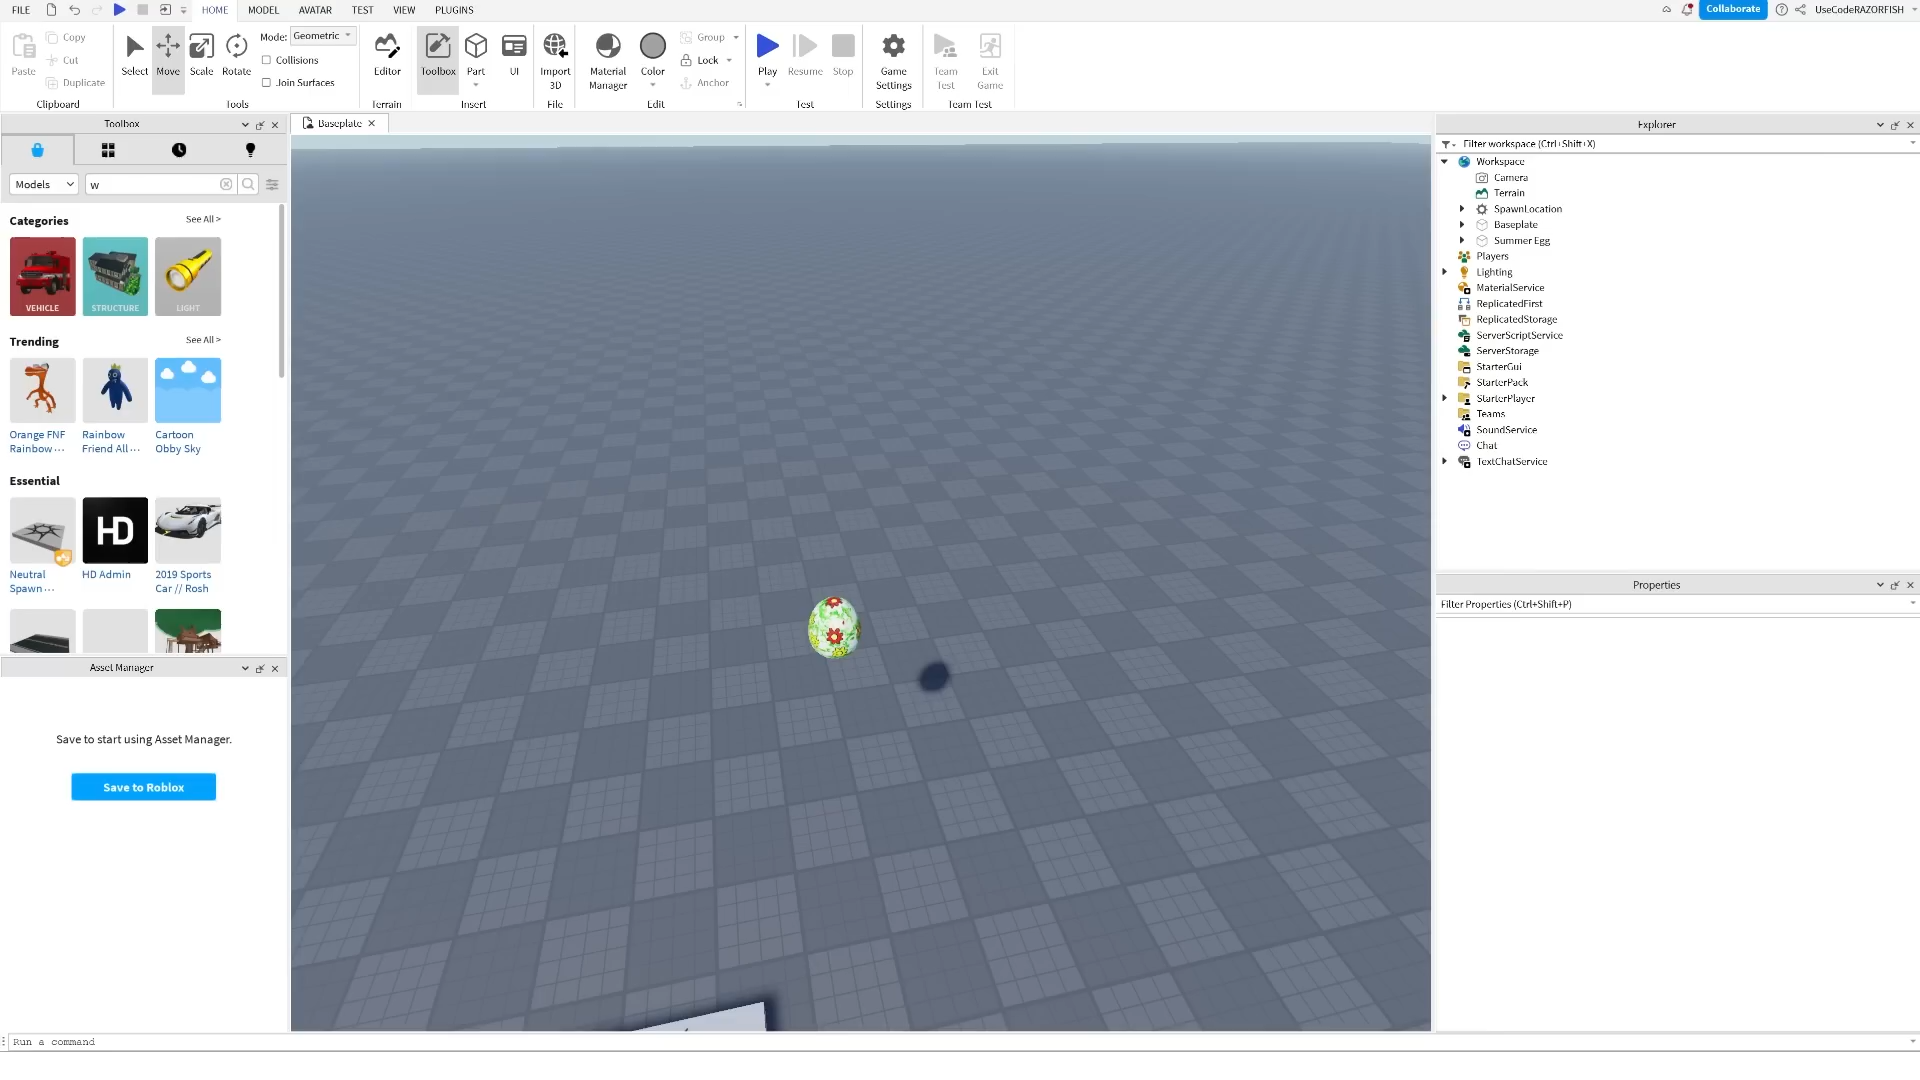 FILE HOME MODEL AVATAR TEST VIEW PLUGINS Collaborate UseCodeRAZORFISH
Paste Copy Cut Duplicate Clipboard
Select Move Scale Rotate Mode: Geometric Collisions Join Surfaces Tools
Editor Terrain
Toolbox Part UI Insert
Import 3D File
Material Manager Color Group Lock Anchor Edit
Play Resume Stop Test
Game Settings Settings
Team Test Exit Game Team Test
Toolbox
Models w
Categories See All >
VEHICLE STRUCTURE LIGHT
Trending See All >
Orange FNF Rainbow ...
Rainbow Friend All...
Cartoon Obby Sky
Essential
HD
Neutral Spawn ...
HD Admin
2019 Sports Car // Rosh
Asset Manager
Save to start using Asset Manager.
Save to Roblox
Baseplate
Explorer
Filter workspace (Ctrl+Shift+X)
Workspace
Camera
Terrain
SpawnLocation
Baseplate
Summer Egg
Players
Lighting
MaterialService
ReplicatedFirst
ReplicatedStorage
ServerScriptService
ServerStorage
StarterGui
StarterPack
StarterPlayer
Teams
SoundService
Chat
TextChatService
Properties
Filter Properties (Ctrl+Shift+P)
Run a command